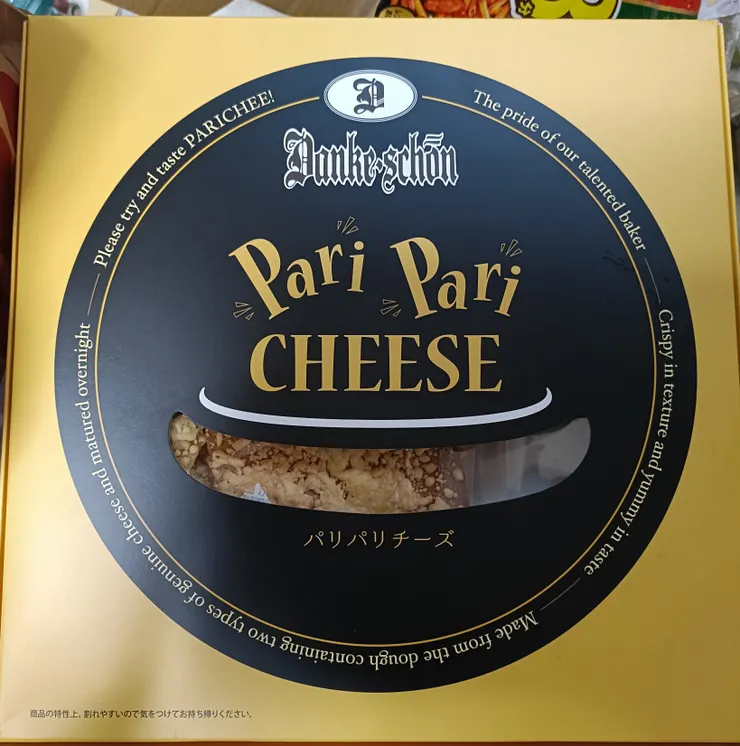 D
Danke schōn
Pari Pari
CHEESE
パリパリチーズ
Please try and taste PARICHEE!
The pride of our talented baker
Crispy in texture and yummy in taste
Made from the dough containing two types of genuine cheese and matured overnight
商品の特性上、割れやすいので気をつけてお持ち帰りください。